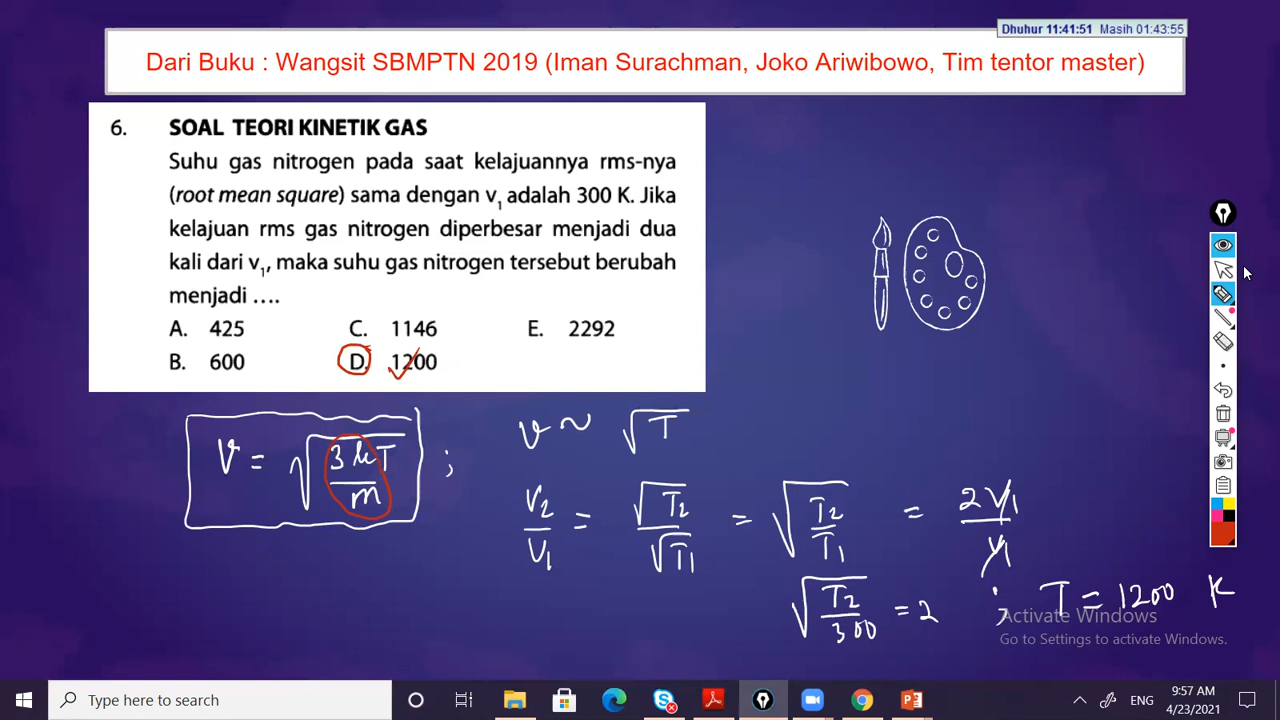 Dhuhur 11:41:51 Masih 01:43:55
Dari Buku : Wangsit SBMPTN 2019 (Iman Surachman, Joko Ariwibowo, Tim tentor master)
6. SOAL TEORI KINETIK GAS
Suhu gas nitrogen pada saat kelajuannya rms-nya
(root mean square) sama dengan v₁ adalah 300 K. Jika
kelajuan rms gas nitrogen diperbesar menjadi dua
kali dari v₁, maka suhu gas nitrogen tersebut berubah
menjadi ....
A. 425 C. 1146 E. 2292
B. 600 D. 1200
V = √(3kT/m) ; v ~ √T
V₂/V₁ = √T₂/√T₁ = √(T₂/T₁) = 2V₁/V₁
√(T₂/300) = 2 ; T = 1200 K
Activate Windows
Go to Settings to activate Windows.
Type here to search
ENG
9:57 AM
4/23/2021